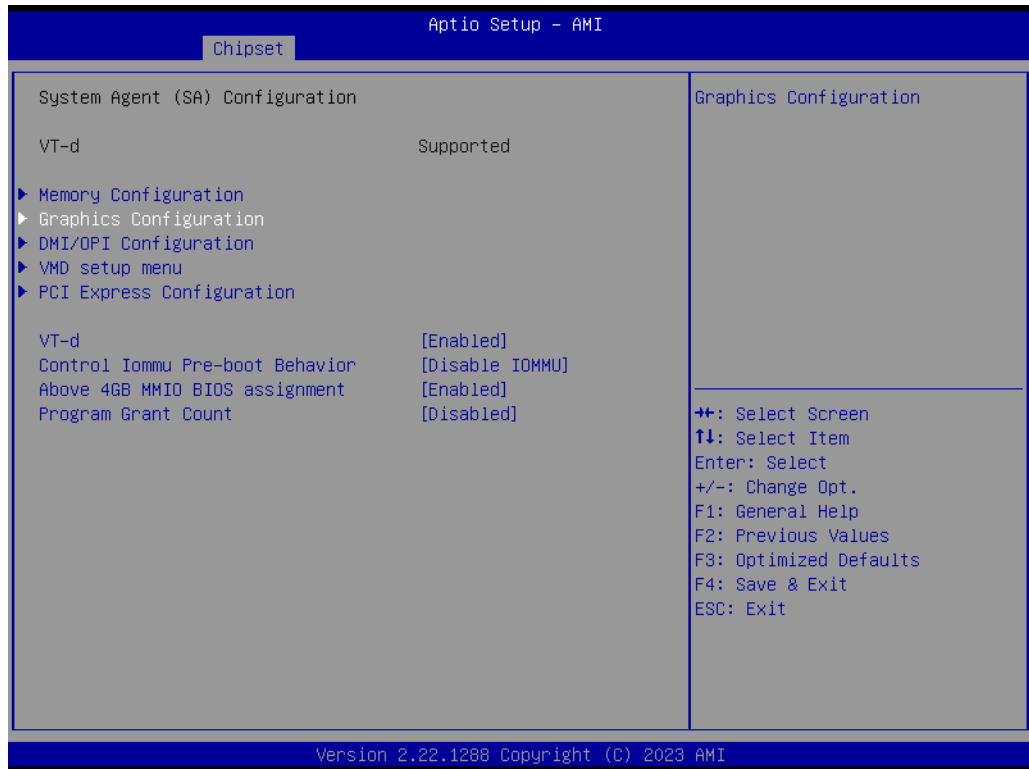 Aptio Setup – AMI
Chipset
System Agent (SA) Configuration
VT-d Supported
Memory Configuration
Graphics Configuration
DMI/OPI Configuration
VMD setup menu
PCI Express Configuration
VT-d [Enabled]
Control Iommu Pre-boot Behavior [Disable IOMMU]
Above 4GB MMIO BIOS assignment [Enabled]
Program Grant Count [Disabled]
Graphics Configuration
→←: Select Screen
↑↓: Select Item
Enter: Select
+/-: Change Opt.
F1: General Help
F2: Previous Values
F3: Optimized Defaults
F4: Save & Exit
ESC: Exit
Version 2.22.1288 Copyright (C) 2023 AMI